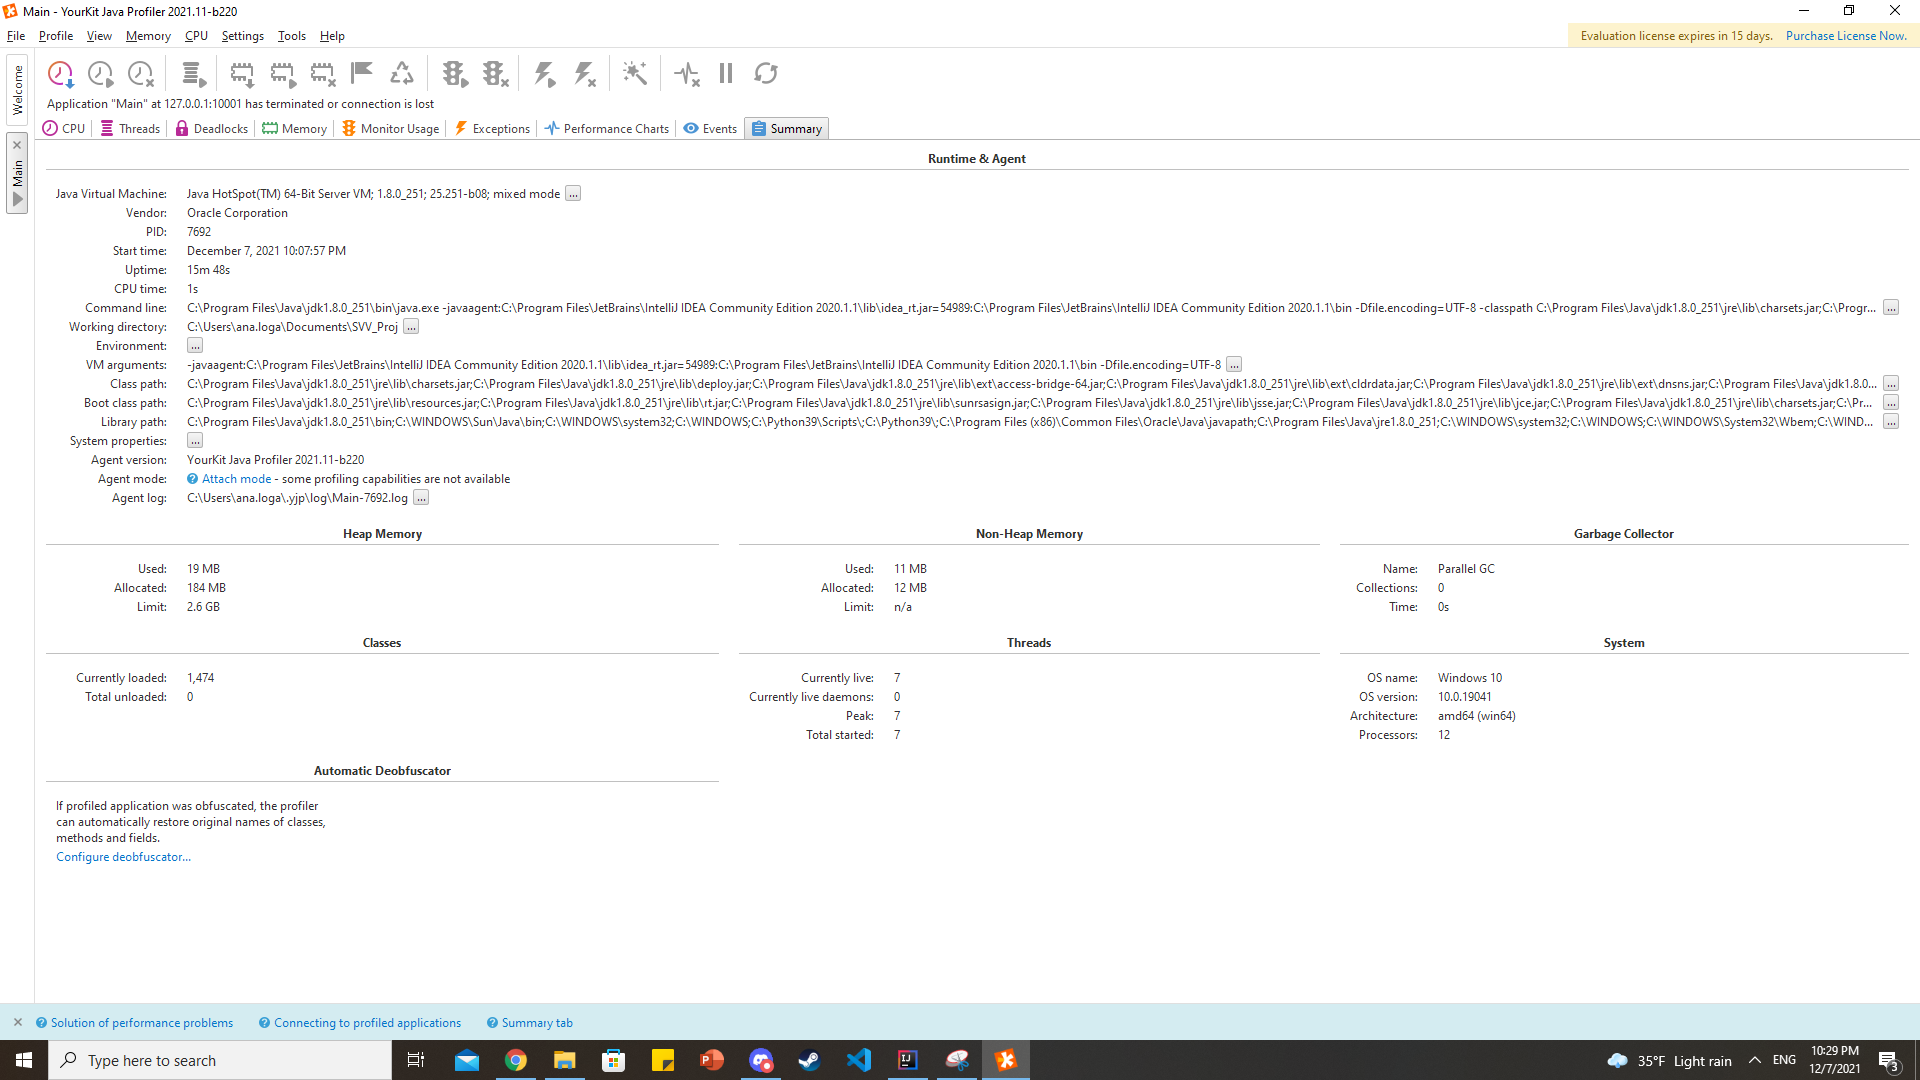 Main - YourKit Java Profiler 2021.11-b220
File Profile View Memory CPU Settings Tools Help
Evaluation license expires in 15 days. Purchase License Now.
Welcome
Main
Application "Main" at 127.0.0.1:10001 has terminated or connection is lost
CPU Threads Deadlocks Memory Monitor Usage Exceptions Performance Charts Events Summary
Runtime & Agent
Java Virtual Machine: Java HotSpot(TM) 64-Bit Server VM; 1.8.0_251; 25.251-b08; mixed mode ...
Vendor: Oracle Corporation
PID: 7692
Start time: December 7, 2021 10:07:57 PM
Uptime: 15m 48s
CPU time: 1s
Command line: C:\Program Files\Java\jdk1.8.0_251\bin\java.exe -javaagent:C:\Program Files\JetBrains\IntelliJ IDEA Community Edition 2020.1.1\lib\idea_rt.jar=54989:C:\Program Files\JetBrains\IntelliJ IDEA Community Edition 2020.1.1\bin -Dfile.encoding=UTF-8 -classpath C:\Program Files\Java\jdk1.8.0_251\jre\lib\charsets.jar;C:\Progr... ...
Working directory: C:\Users\ana.loga\Documents\SVV_Proj ...
Environment: ...
VM arguments: -javaagent:C:\Program Files\JetBrains\IntelliJ IDEA Community Edition 2020.1.1\lib\idea_rt.jar=54989:C:\Program Files\JetBrains\IntelliJ IDEA Community Edition 2020.1.1\bin -Dfile.encoding=UTF-8 ...
Class path: C:\Program Files\Java\jdk1.8.0_251\jre\lib\charsets.jar;C:\Program Files\Java\jdk1.8.0_251\jre\lib\deploy.jar;C:\Program Files\Java\jdk1.8.0_251\jre\lib\ext\access-bridge-64.jar;C:\Program Files\Java\jdk1.8.0_251\jre\lib\ext\cldrdata.jar;C:\Program Files\Java\jdk1.8.0_251\jre\lib\ext\dnsns.jar;C:\Program Files\Java\jdk1.8.0... ...
Boot class path: C:\Program Files\Java\jdk1.8.0_251\jre\lib\resources.jar;C:\Program Files\Java\jdk1.8.0_251\jre\lib\rt.jar;C:\Program Files\Java\jdk1.8.0_251\jre\lib\sunrsasign.jar;C:\Program Files\Java\jdk1.8.0_251\jre\lib\jsse.jar;C:\Program Files\Java\jdk1.8.0_251\jre\lib\jce.jar;C:\Program Files\Java\jdk1.8.0_251\jre\lib\charsets.jar;C:\Pr... ...
Library path: C:\Program Files\Java\jdk1.8.0_251\bin;C:\WINDOWS\Sun\Java\bin;C:\WINDOWS\system32;C:\WINDOWS;C:\Python39\Scripts\;C:\Python39\;C:\Program Files (x86)\Common Files\Oracle\Java\javapath;C:\Program Files\Java\jre1.8.0_251;C:\WINDOWS\system32;C:\WINDOWS;C:\WINDOWS\System32\Wbem;C:\WIND... ...
System properties: ...
Agent version: YourKit Java Profiler 2021.11-b220
Agent mode: Attach mode - some profiling capabilities are not available
Agent log: C:\Users\ana.loga\.yjp\log\Main-7692.log ...
Heap Memory Non-Heap Memory Garbage Collector
Used: 19 MB Used: 11 MB Name: Parallel GC
Allocated: 184 MB Allocated: 12 MB Collections: 0
Limit: 2.6 GB Limit: n/a Time: 0s
Classes Threads System
Currently loaded: 1,474 Currently live: 7 OS name: Windows 10
Total unloaded: 0 Currently live daemons: 0 OS version: 10.0.19041
Peak: 7 Architecture: amd64 (win64)
Total started: 7 Processors: 12
Automatic Deobfuscator
If profiled application was obfuscated, the profiler
can automatically restore original names of classes,
methods and fields.
Configure deobfuscator...
Solution of performance problems Connecting to profiled applications Summary tab
Type here to search
35°F Light rain ENG 10:29 PM
12/7/2021
3